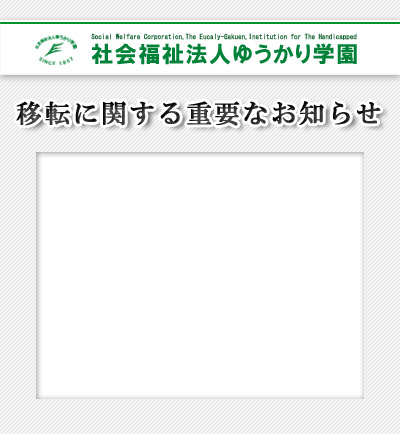 Social Welfare Corporation,The Eucaly-Gakuen,Institution for The Handicapped
社会福祉法人ゆうかり学園
社会福祉法人ゆうかり学園
SINCE 1957
移転に関する重要なお知らせ